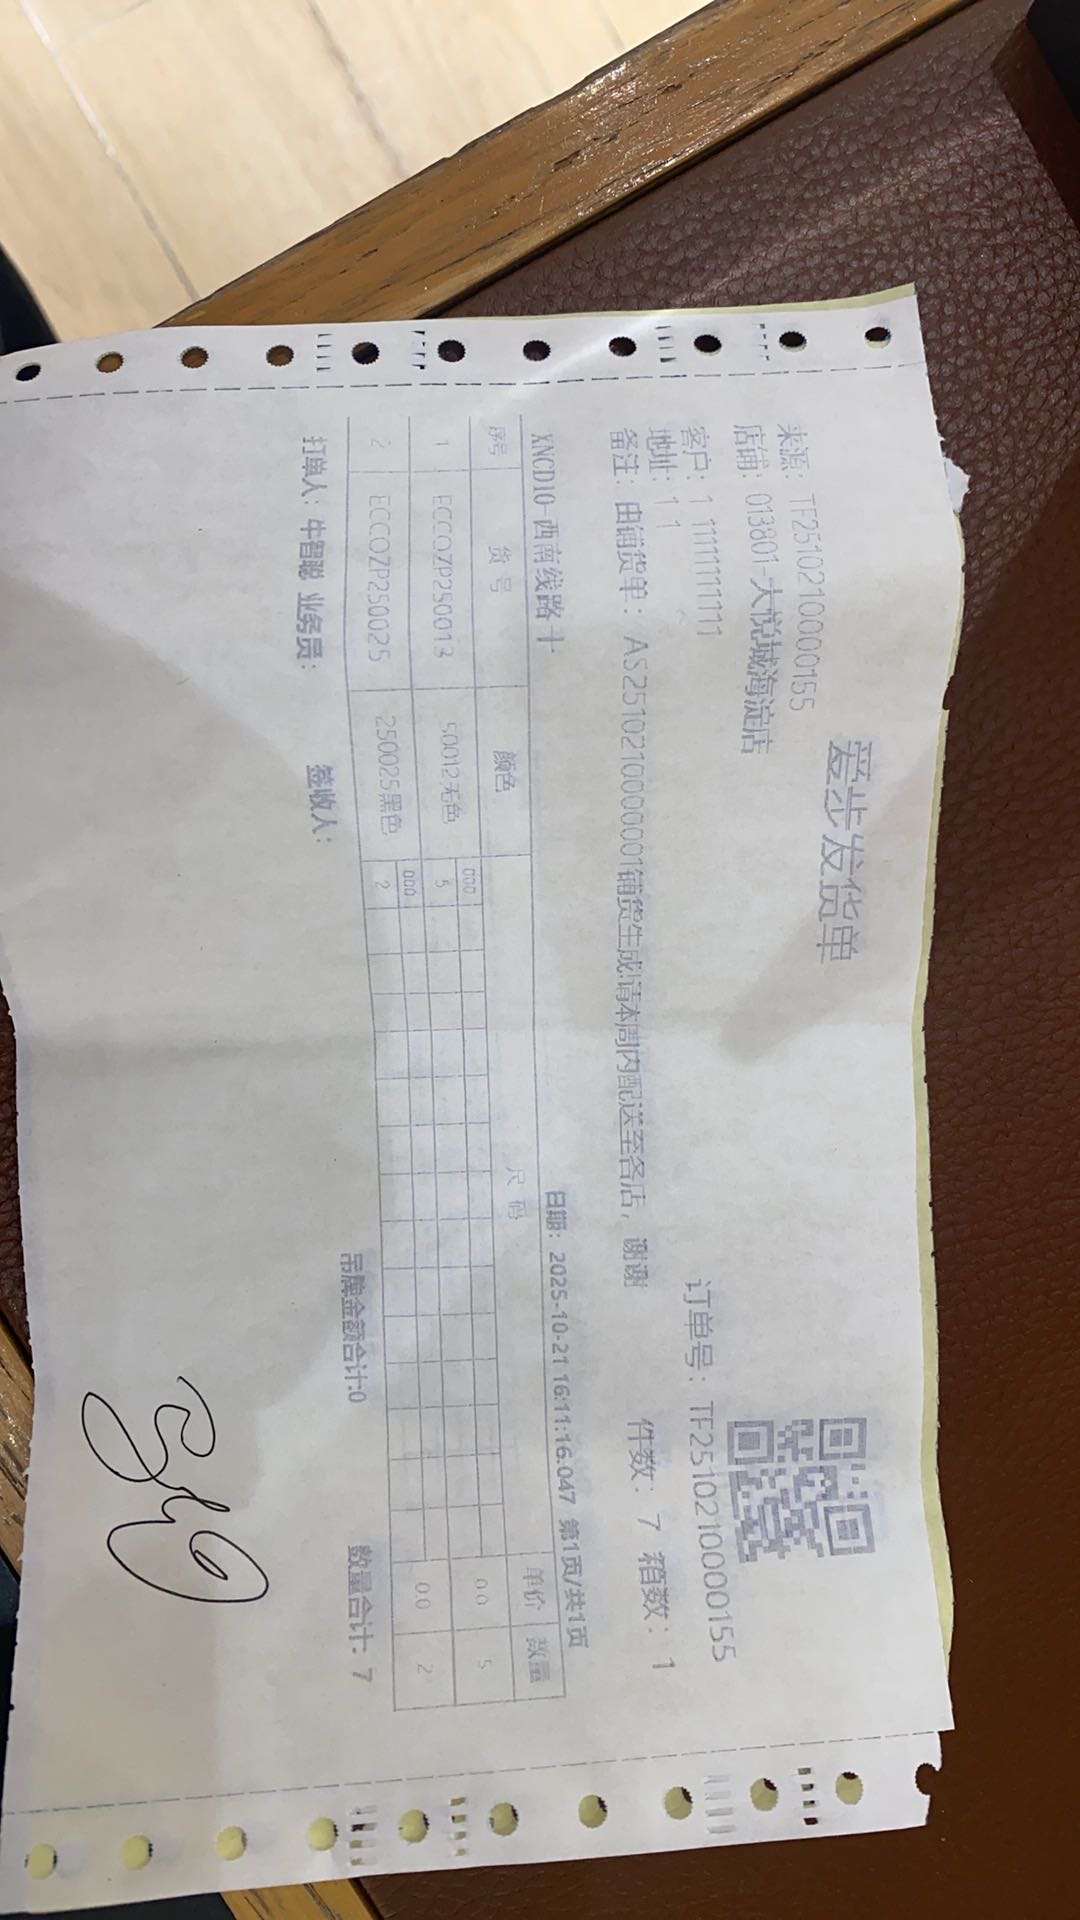 爱步发货单
来源: TF25102100000155
店铺: 013801-大悦城海淀店
订单号: TF25102100000155
客户: 1 11111111111
地址: 1 1
件数: 7 箱数: 1
备注: 由铺货单: AS25102100000001铺货生成!请本周内配送至各店, 谢谢
XNCD10-西南线路十
日期: 2025-10-21 16:11:16.047 第1页/共1页
序号 货号 颜色 尺码 单价 数量
000
1 ECCOZP250013 50012无色 5 0.0 5
000
2 ECCOZP250025 250025黑色 2 0.0 2
吊牌金额合计:0 数量合计: 7
打单人: 牛智聪 业务员: 签收人: